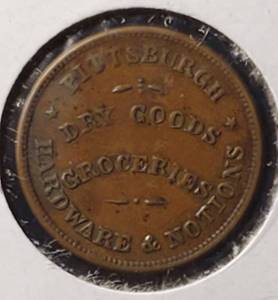 PITTSBURGH
DRY GOODS
GROCERIES
HARDWARE & NOTIONS